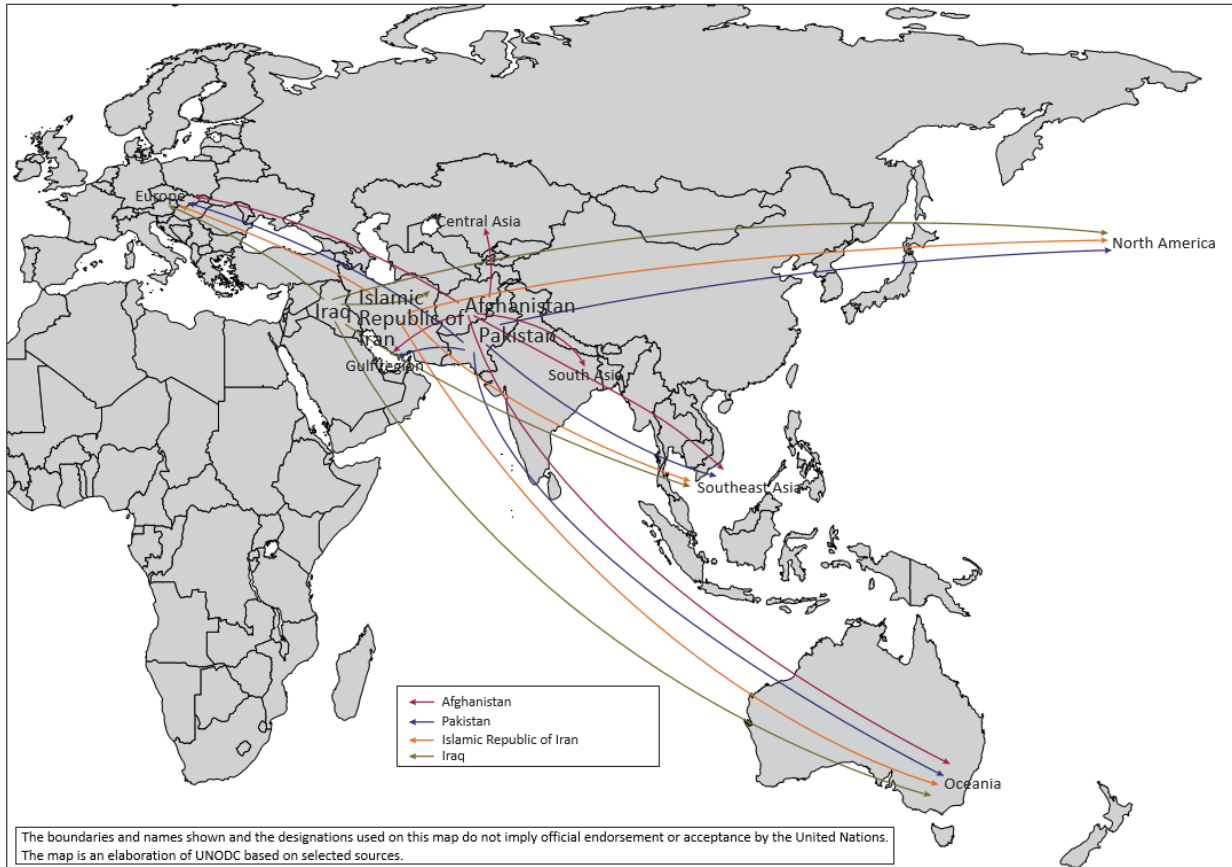 Europe
Central Asia
North America
Islamic
Republic of
Iran
Iraq
Afghanistan
Pakistan
Gulf region
South Asia
Southeast Asia
Afghanistan
Pakistan
Islamic Republic of Iran
Iraq
Oceania
The boundaries and names shown and the designations used on this map do not imply official endorsement or acceptance by the United Nations.
The map is an elaboration of UNODC based on selected sources.